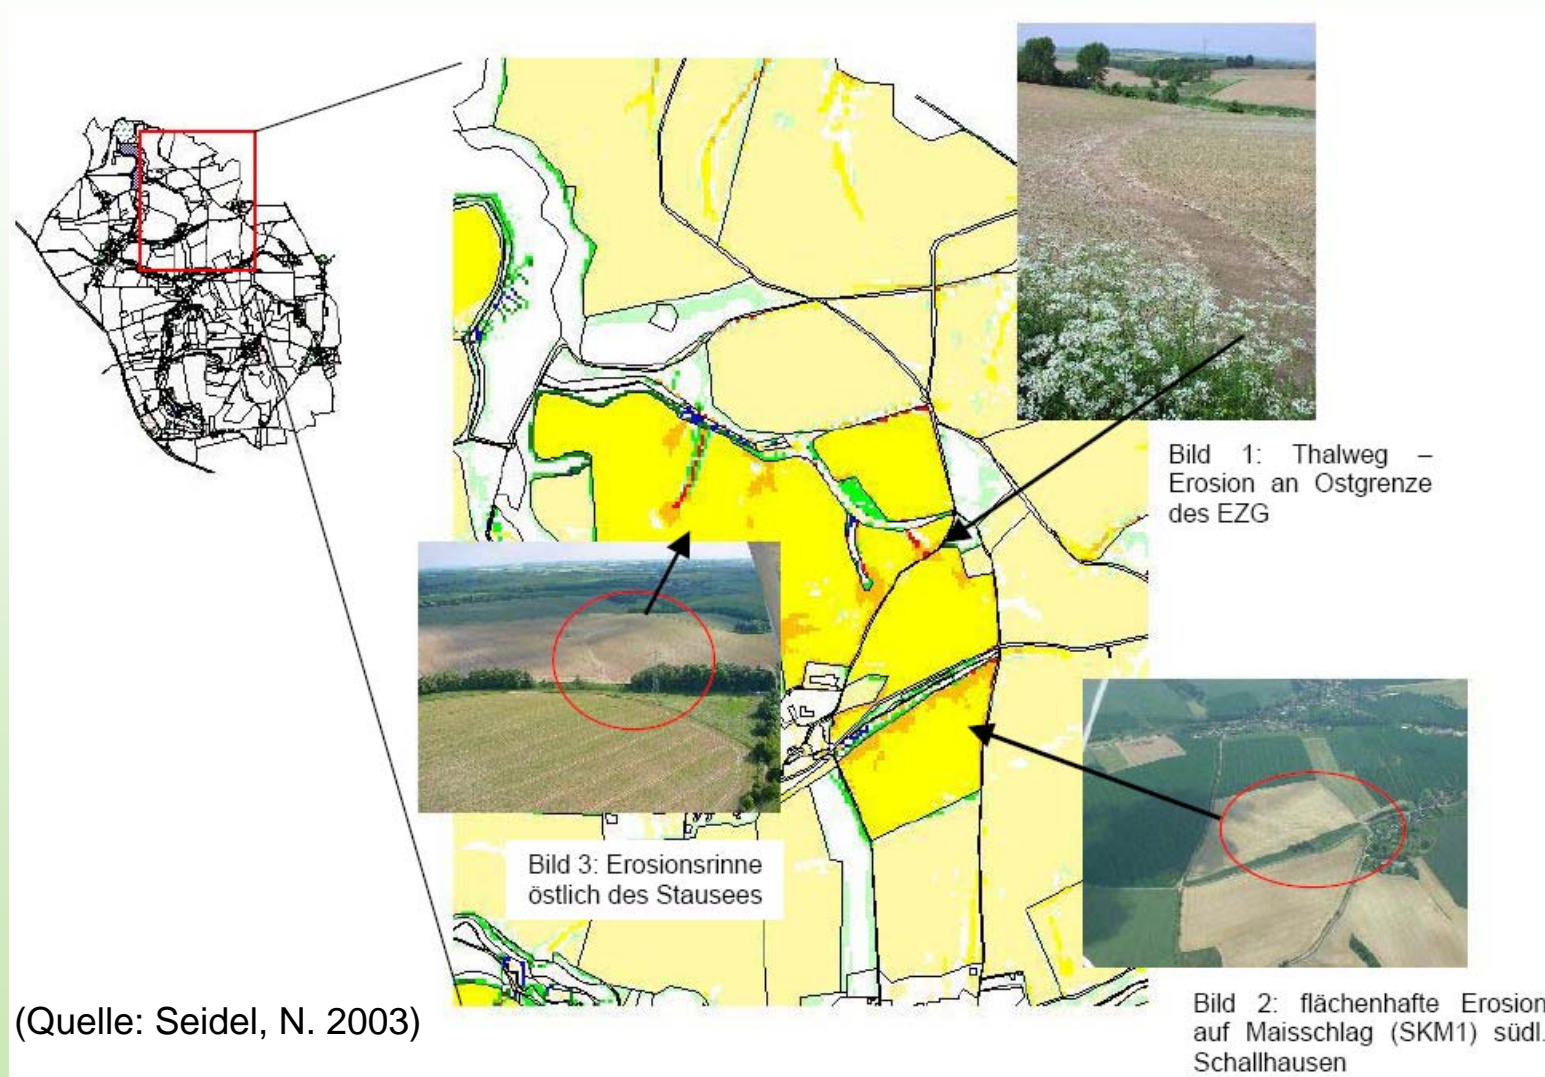 Bild 1: Thalweg –
Erosion an Ostgrenze
des EZG
Bild 3: Erosionsrinne
östlich des Stausees
(Quelle: Seidel, N. 2003)
Bild 2: flächenhafte Erosion
auf Maisschlag (SKM1) südl.
Schallhausen